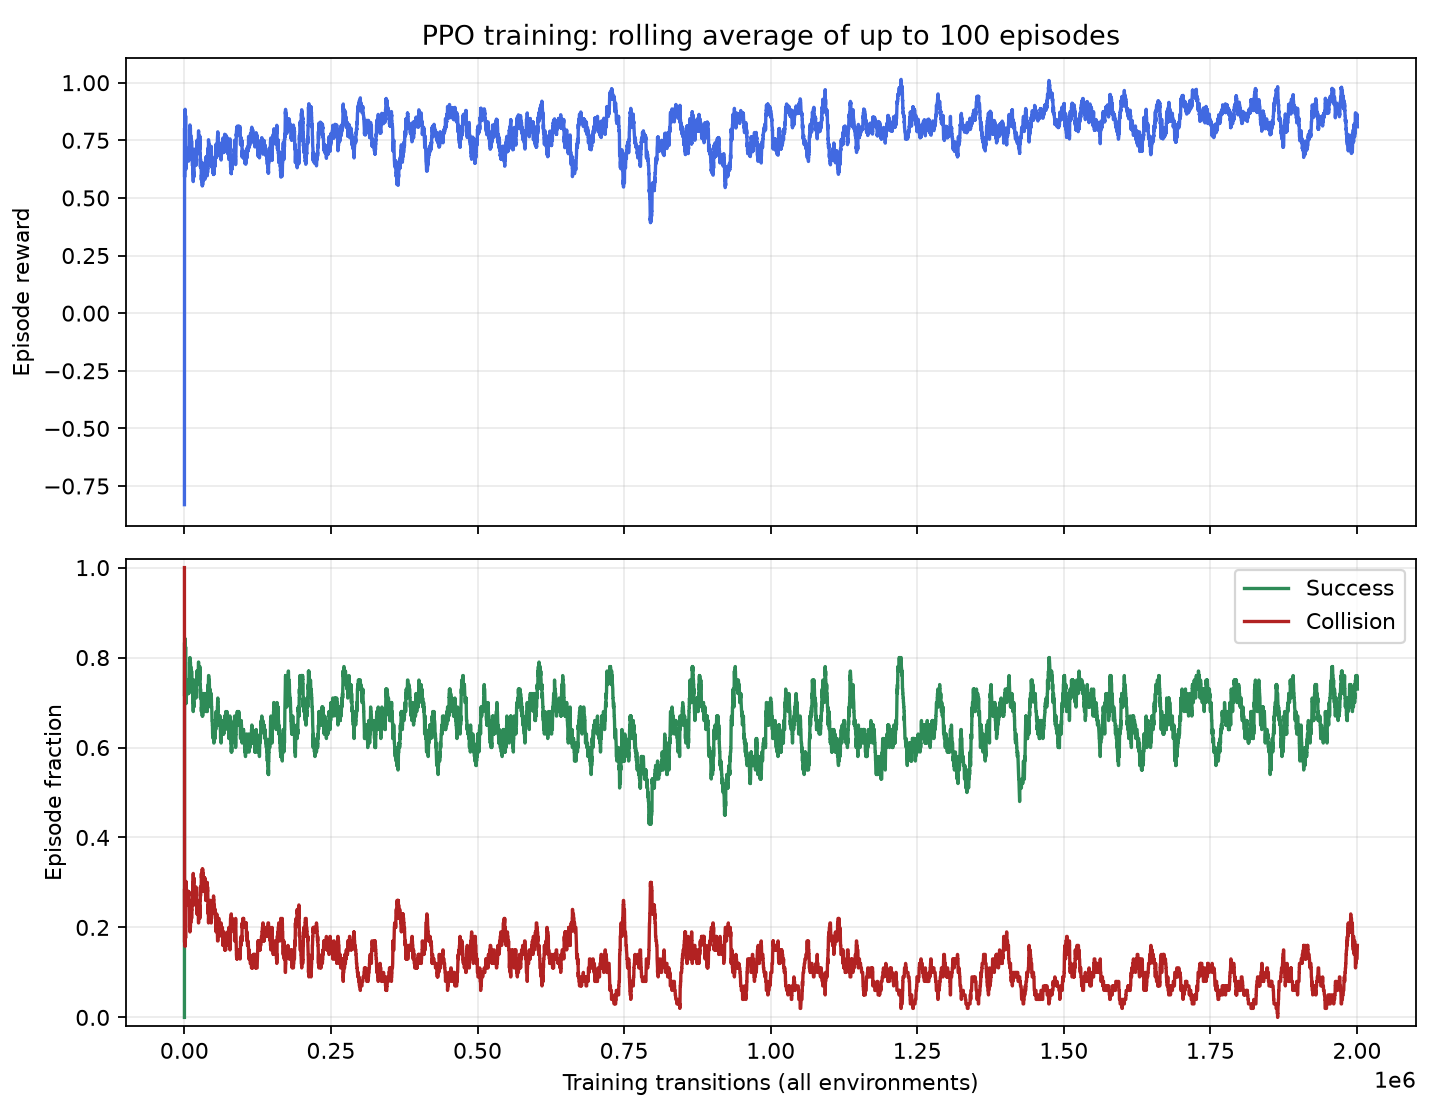 PPO training: rolling average of up to 100 episodes
1.00
0.75
0.50
0.25
0.00
−0.25
−0.50
−0.75
Episode reward
Success
Collision
1.0
0.8
0.6
0.4
0.2
0.0
Episode fraction
0.00 0.25 0.50 0.75 1.00 1.25 1.50 1.75 2.00
1e6
Training transitions (all environments)